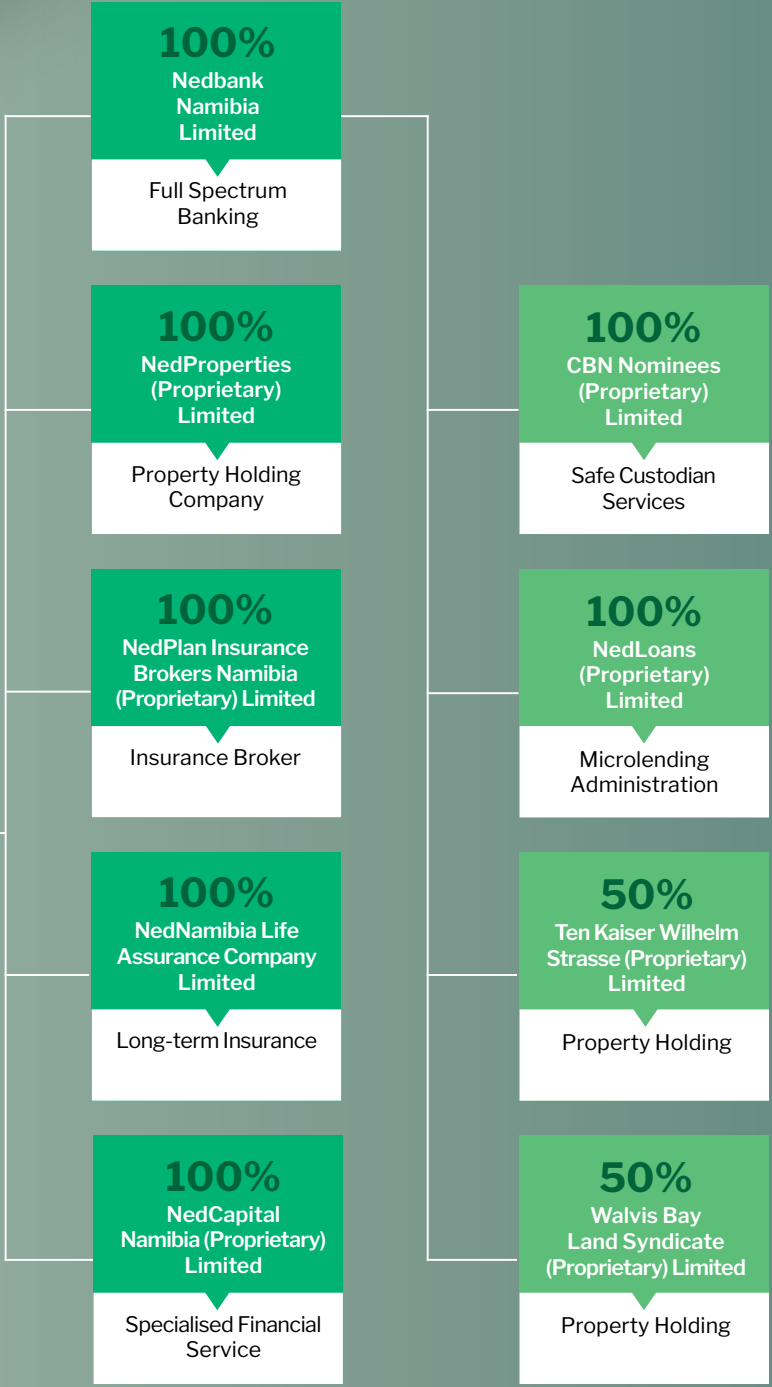 100%
Nedbank
Namibia
Limited
Full Spectrum
Banking
100%
NedProperties
(Proprietary)
Limited
Property Holding
Company
100%
NedPlan Insurance
Brokers Namibia
(Proprietary) Limited
Insurance Broker
100%
NedNamibia Life
Assurance Company
Limited
Long-term Insurance
100%
NedCapital
Namibia (Proprietary)
Limited
Specialised Financial
Service
100%
CBN Nominees
(Proprietary)
Limited
Safe Custodian
Services
100%
NedLoans
(Proprietary)
Limited
Microlending
Administration
50%
Ten Kaiser Wilhelm
Strasse (Proprietary)
Limited
Property Holding
50%
Walvis Bay
Land Syndicate
(Proprietary) Limited
Property Holding